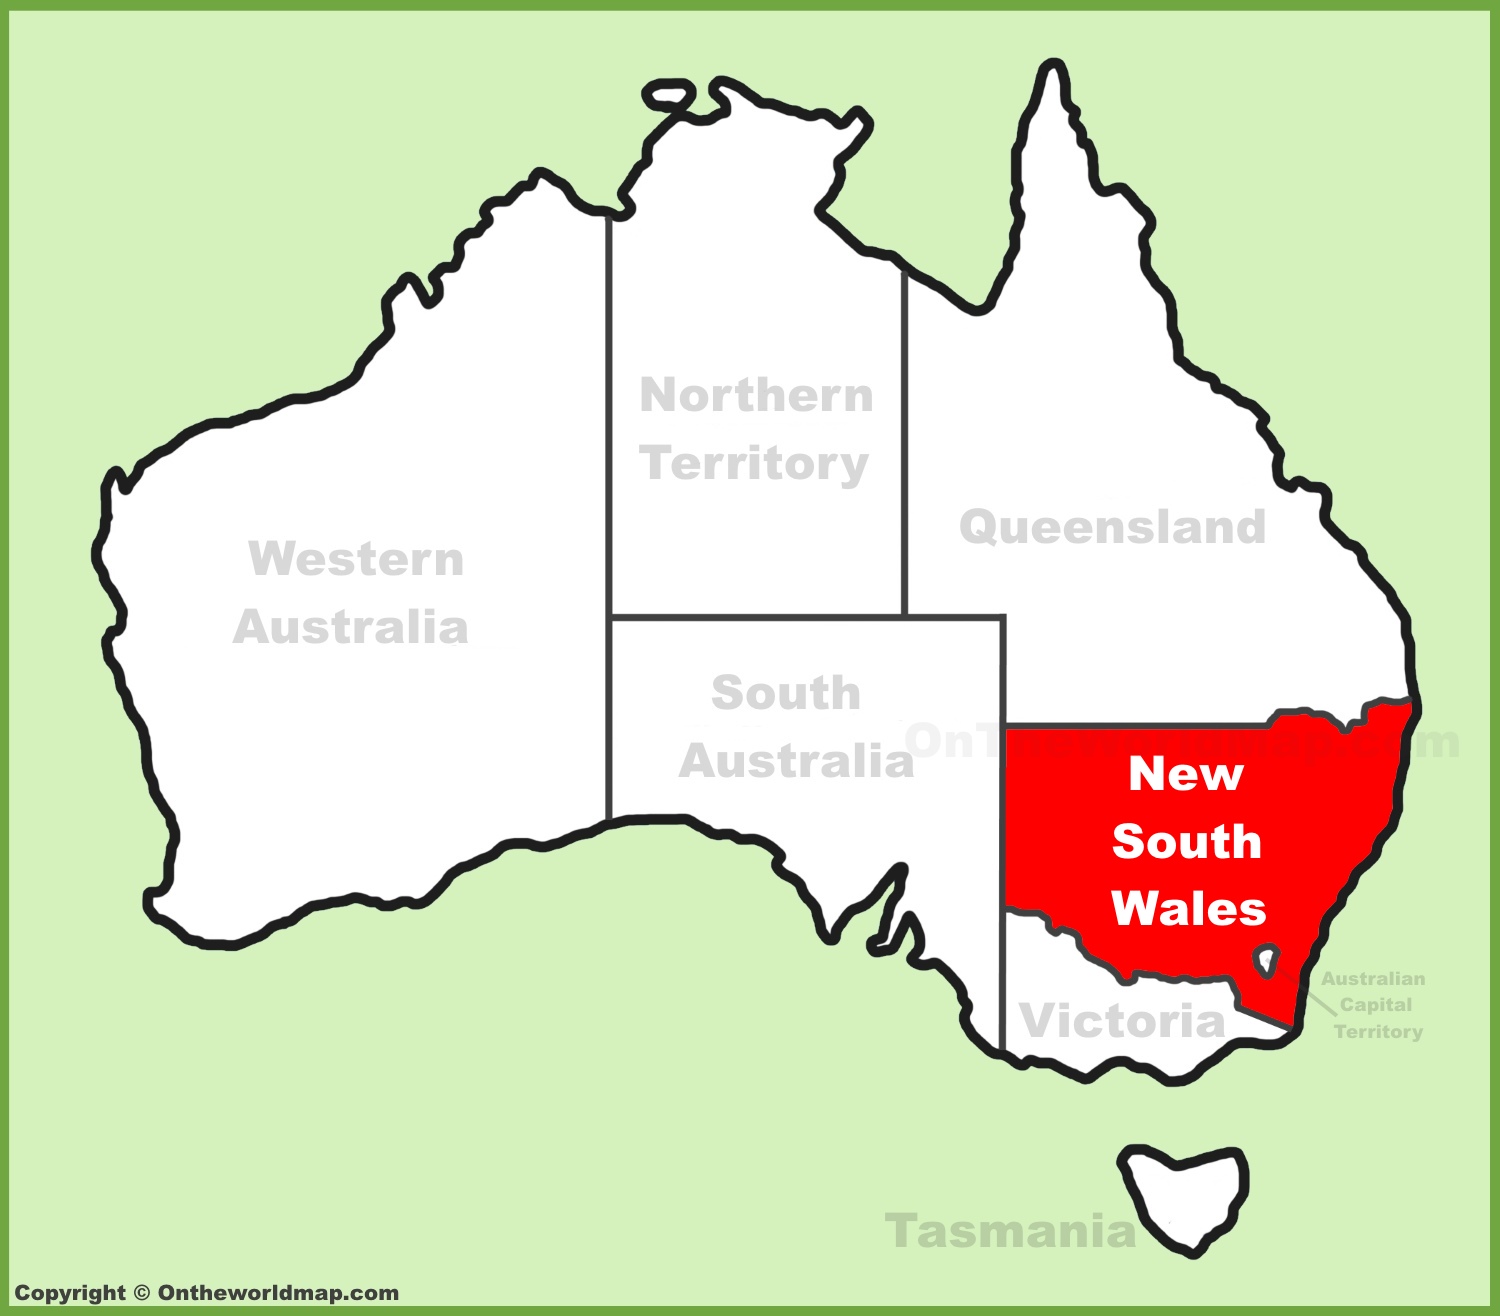 Northern
Territory
Queensland
Western
Australia
South
Australia
OnTheWorldMap.com
New
South
Wales
Australian
Capital
Territory
Victoria
Tasmania
Copyright © Ontheworldmap.com